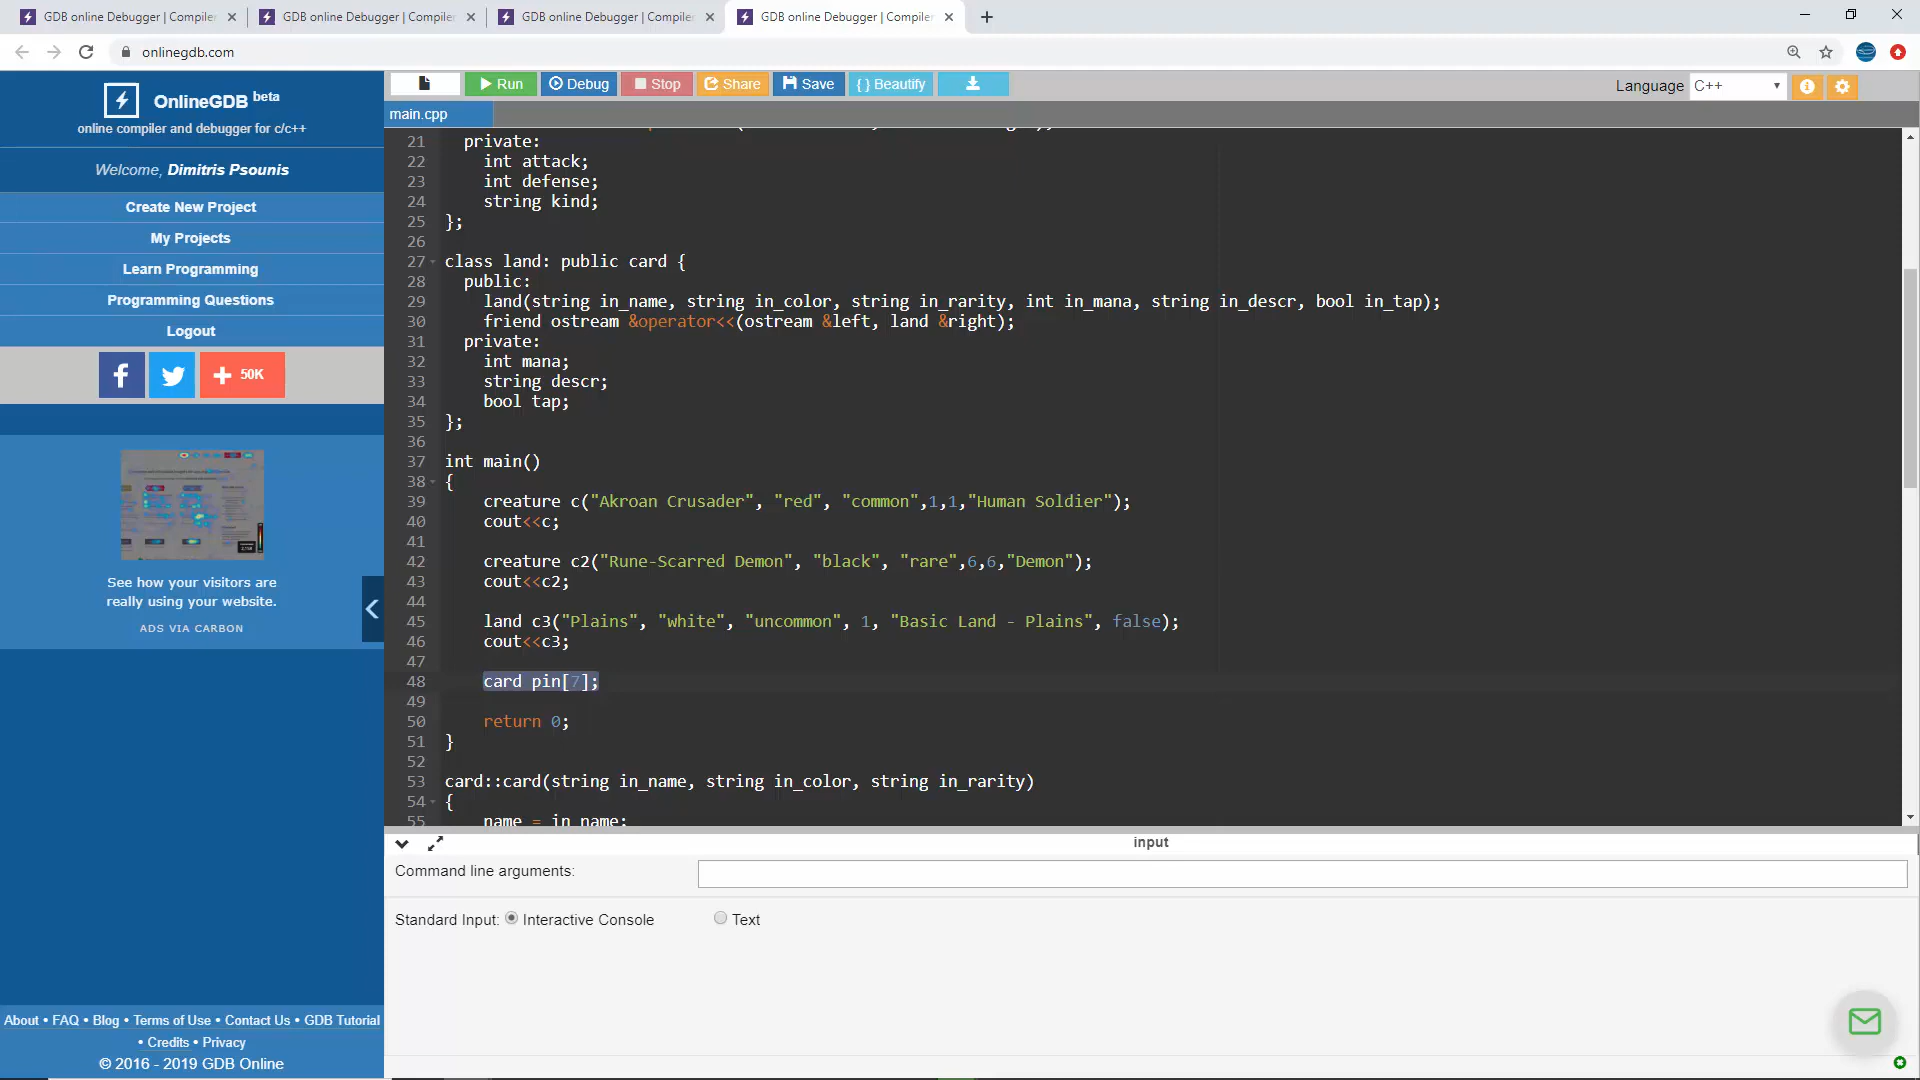 GDB online Debugger | Compiler
GDB online Debugger | Compiler
GDB online Debugger | Compiler
GDB online Debugger | Compiler
onlinegdb.com
OnlineGDB beta
online compiler and debugger for c/c++
Welcome, Dimitris Psounis
Create New Project
My Projects
Learn Programming
Programming Questions
Logout
50K
See how your visitors are
really using your website.
ADS VIA CARBON
About • FAQ • Blog • Terms of Use • Contact Us • GDB Tutorial
• Credits • Privacy
© 2016 - 2019 GDB Online
Run Debug Stop Share Save { } Beautify
Language C++
main.cpp
21 private:
22 int attack;
23 int defense;
24 string kind;
25 };
26
27 class land: public card {
28 public:
29 land(string in_name, string in_color, string in_rarity, int in_mana, string in_descr, bool in_tap);
30 friend ostream &operator<<(ostream &left, land &right);
31 private:
32 int mana;
33 string descr;
34 bool tap;
35 };
36
37 int main()
38 {
39 creature c("Akroan Crusader", "red", "common",1,1,"Human Soldier");
40 cout<<c;
41
42 creature c2("Rune-Scarred Demon", "black", "rare",6,6,"Demon");
43 cout<<c2;
44
45 land c3("Plains", "white", "uncommon", 1, "Basic Land - Plains", false);
46 cout<<c3;
47
48 card pin[7];
49
50 return 0;
51 }
52
53 card::card(string in_name, string in_color, string in_rarity)
54 {
55 name = in_name;
input
Command line arguments:
Standard Input: Interactive Console Text